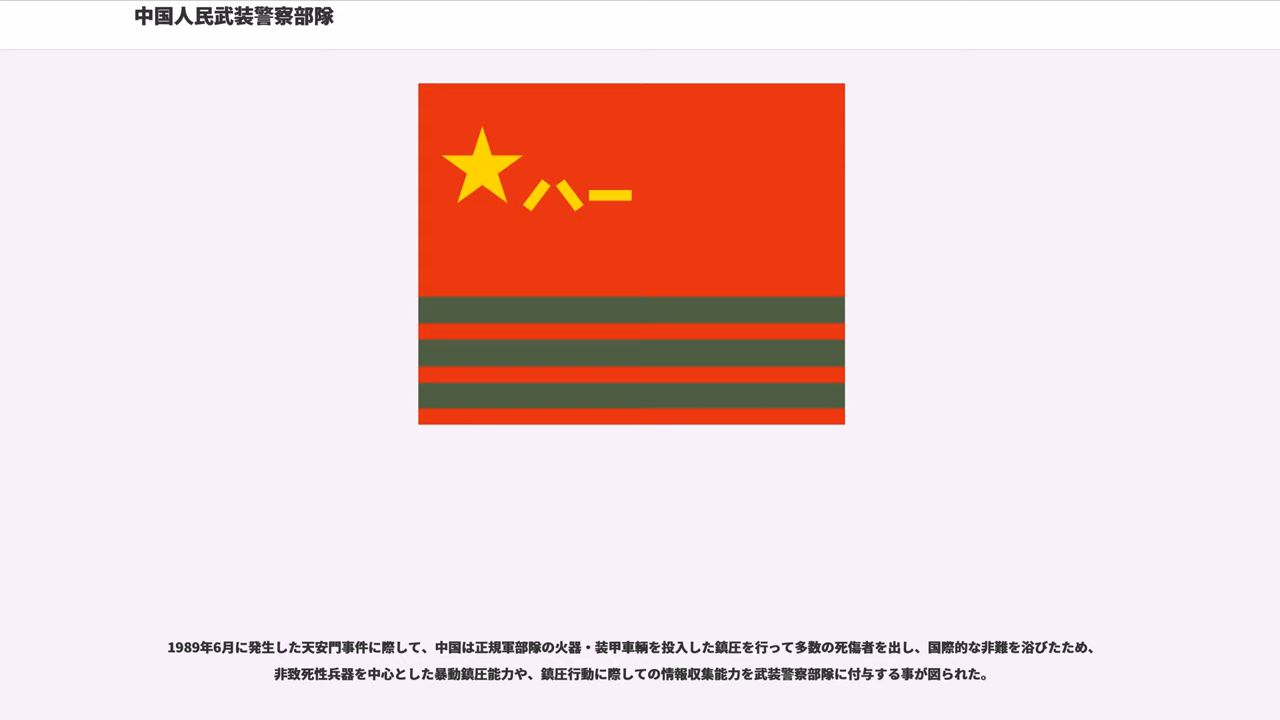 中国人民武装警察部隊
八一
1989年6月に発生した天安門事件に際して、中国は正規軍部隊の火器・装甲車輌を投入した鎮圧を行って多数の死傷者を出し、国際的な非難を浴びたため、
非致死性兵器を中心とした暴動鎮圧能力や、鎮圧行動に際しての情報収集能力を武装警察部隊に付与する事が図られた。